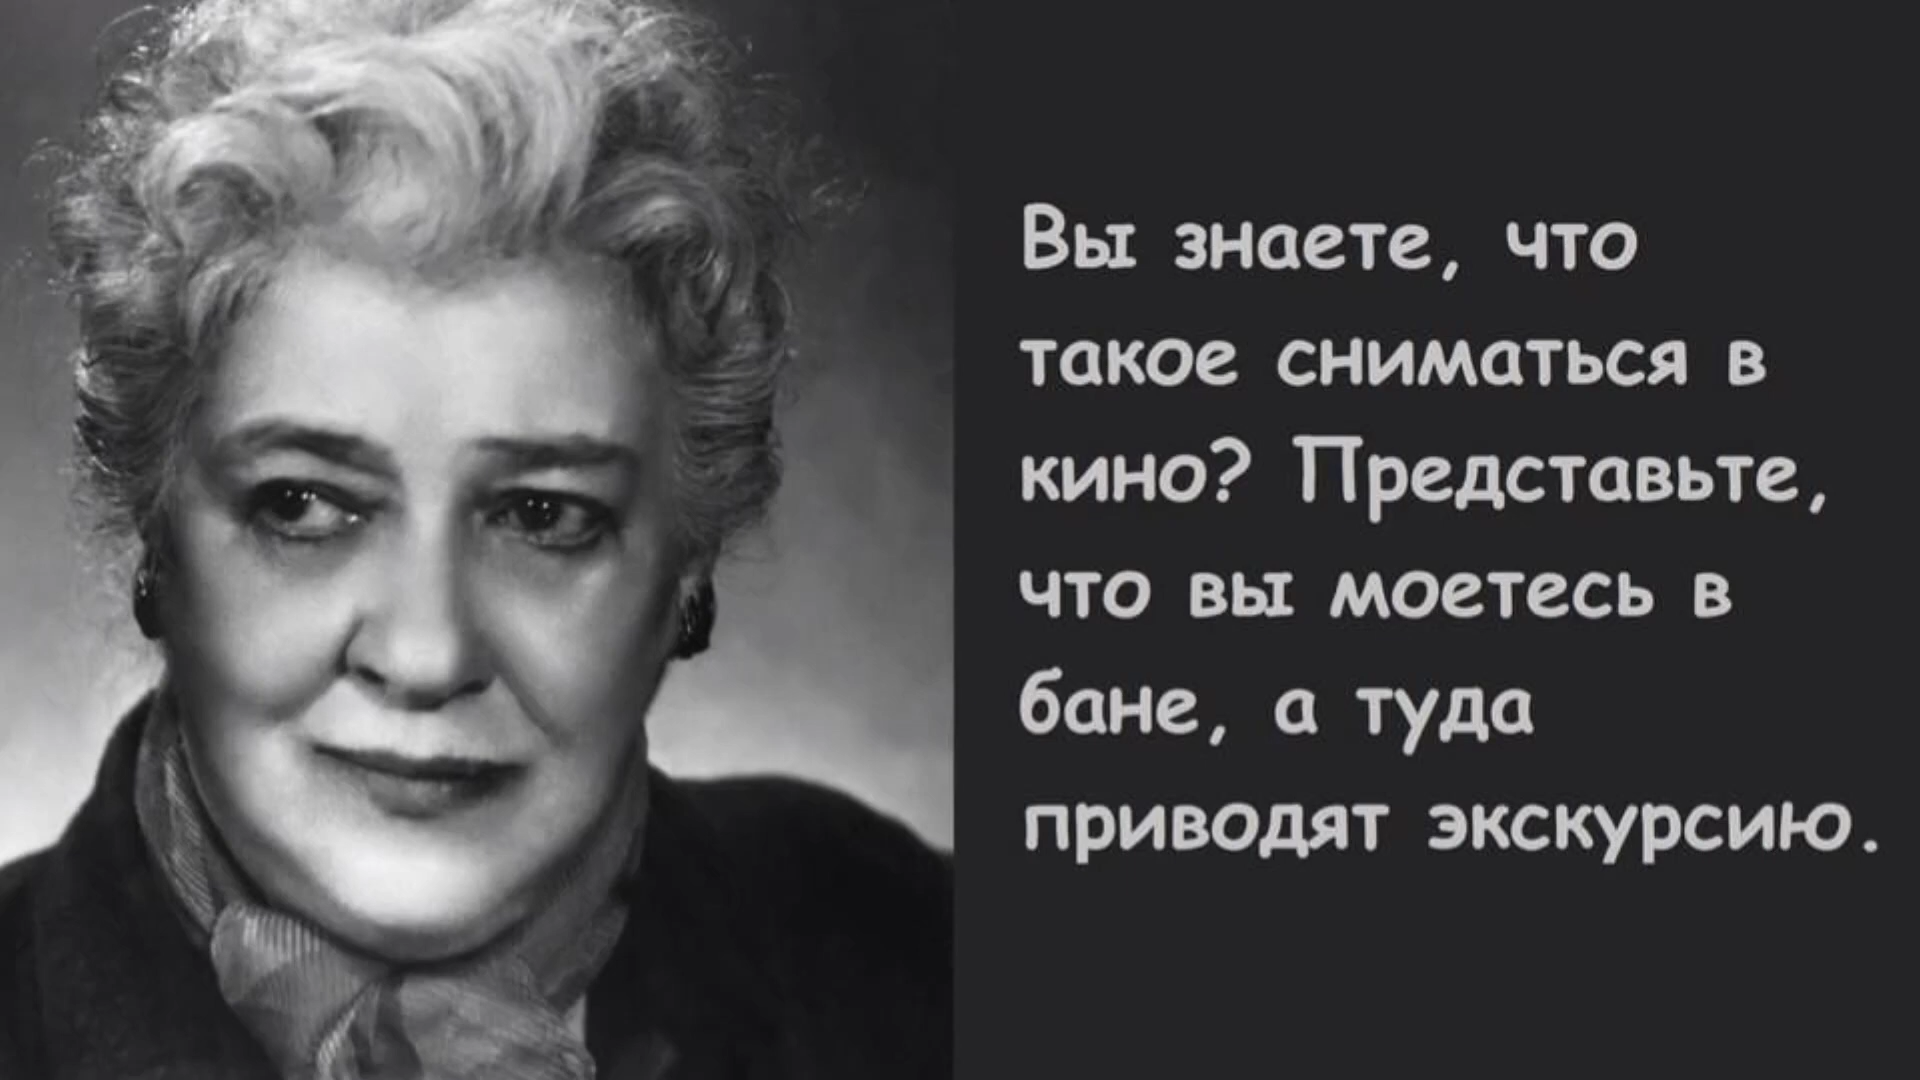 Вы знаете, что
такое сниматься в
кино? Представьте,
что вы моетесь в
бане, а туда
приводят экскурсию.